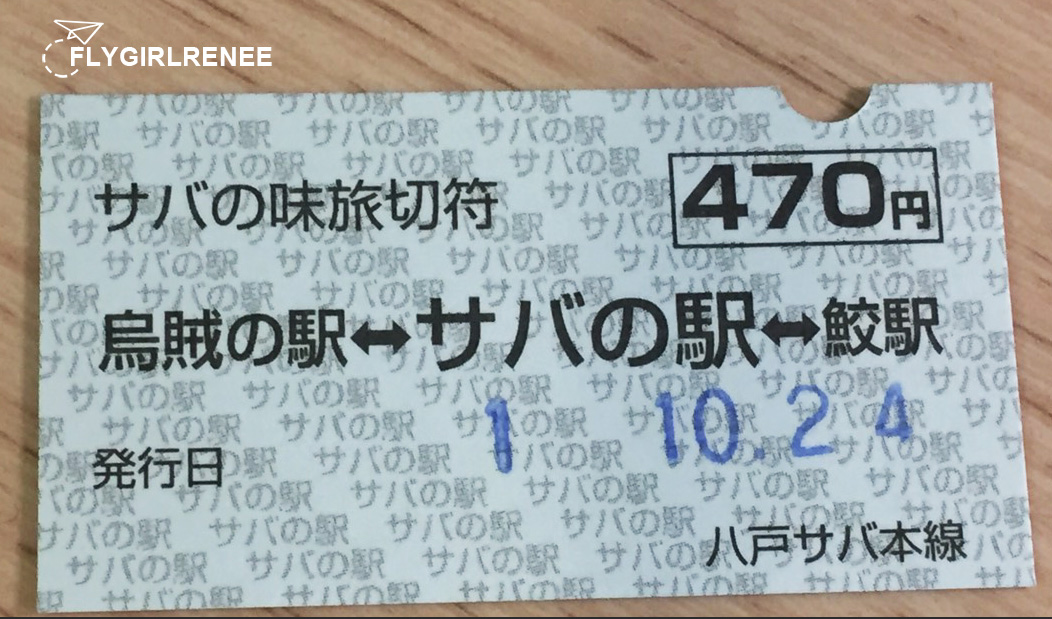 FLYGIRLRENEE
サバの味旅切符 470円
烏賊の駅↔サバの駅↔鮫駅
発行日 1 10.24
八戸サバ本線